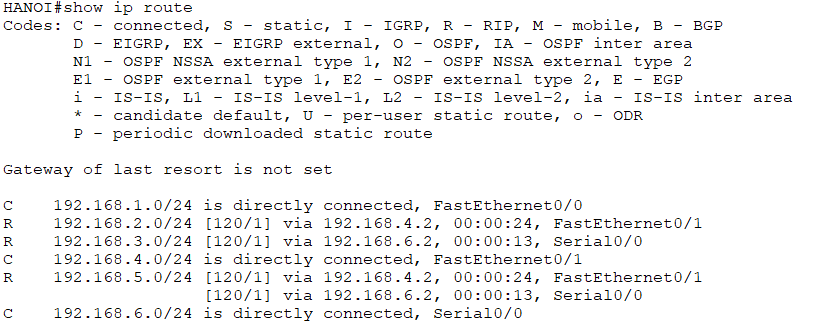 HANOI#show ip route
Codes: C - connected, S - static, I - IGRP, R - RIP, M - mobile, B - BGP
       D - EIGRP, EX - EIGRP external, O - OSPF, IA - OSPF inter area
       N1 - OSPF NSSA external type 1, N2 - OSPF NSSA external type 2
       E1 - OSPF external type 1, E2 - OSPF external type 2, E - EGP
       i - IS-IS, L1 - IS-IS level-1, L2 - IS-IS level-2, ia - IS-IS inter area
       * - candidate default, U - per-user static route, o - ODR
       P - periodic downloaded static route

Gateway of last resort is not set

C    192.168.1.0/24 is directly connected, FastEthernet0/0
R    192.168.2.0/24 [120/1] via 192.168.4.2, 00:00:24, FastEthernet0/1
R    192.168.3.0/24 [120/1] via 192.168.6.2, 00:00:13, Serial0/0
C    192.168.4.0/24 is directly connected, FastEthernet0/1
R    192.168.5.0/24 [120/1] via 192.168.4.2, 00:00:24, FastEthernet0/1
                    [120/1] via 192.168.6.2, 00:00:13, Serial0/0
C    192.168.6.0/24 is directly connected, Serial0/0